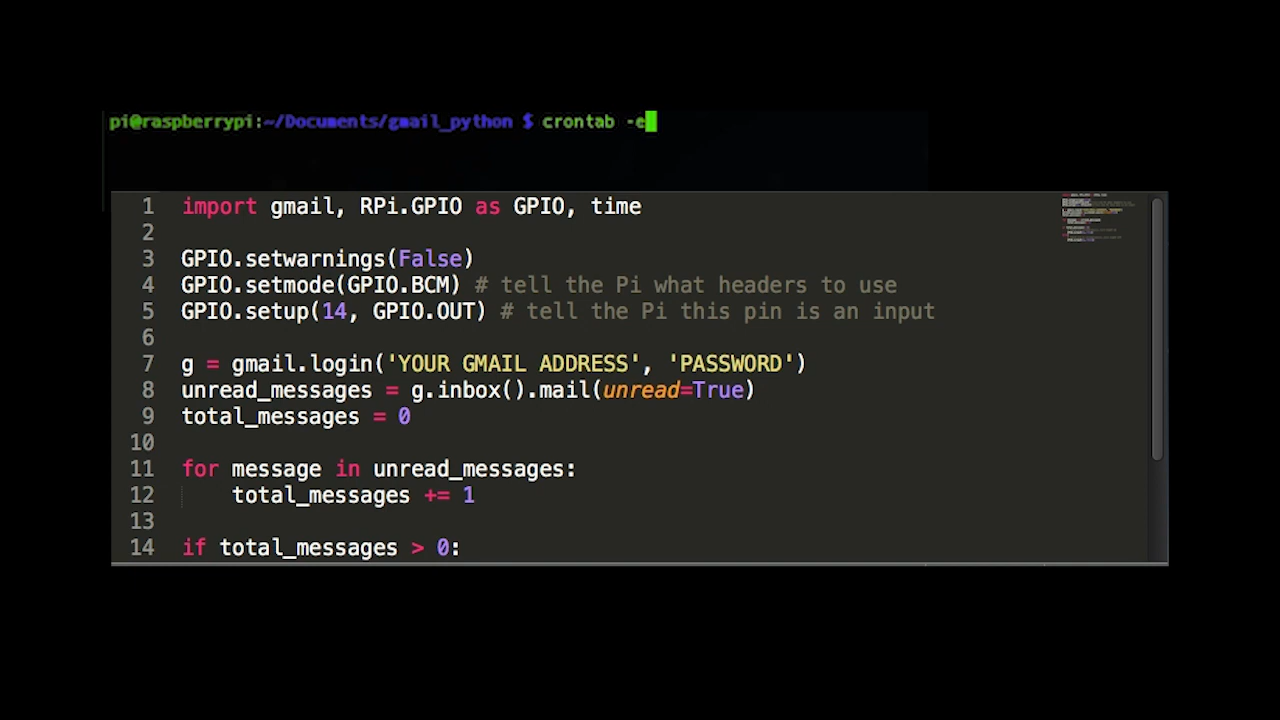 pi@raspberrypi:~/Documents/gmail_python $ crontab -e
1 import gmail, RPi.GPIO as GPIO, time
2
3 GPIO.setwarnings(False)
4 GPIO.setmode(GPIO.BCM) # tell the Pi what headers to use
5 GPIO.setup(14, GPIO.OUT) # tell the Pi this pin is an input
6
7 g = gmail.login('YOUR GMAIL ADDRESS', 'PASSWORD')
8 unread_messages = g.inbox().mail(unread=True)
9 total_messages = 0
10
11 for message in unread_messages:
12     total_messages += 1
13
14 if total_messages > 0: